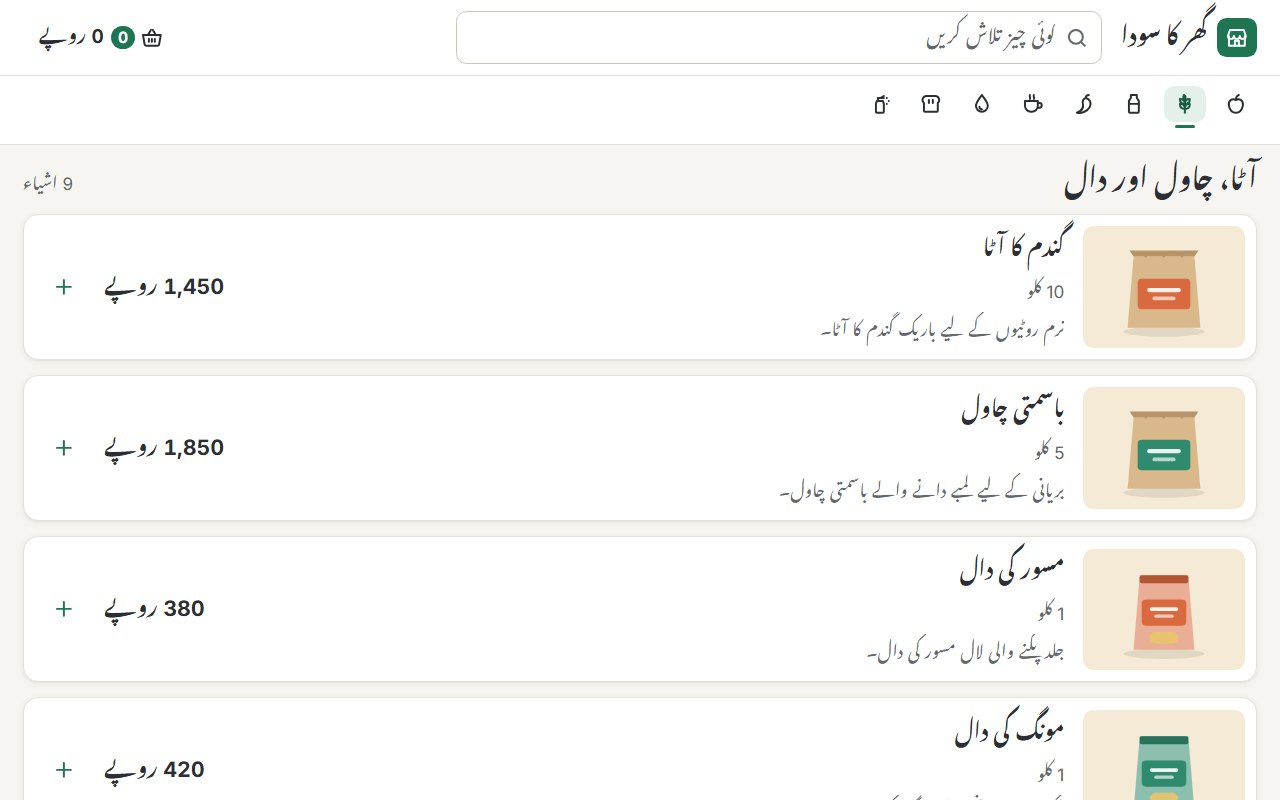 گھر کا سودا
کوئی چیز تلاش کریں
0 0 روپے
آٹا، چاول اور دال
9 اشیاء
گندم کا آٹا
10 کلو
نرم روٹیوں کے لیے باریک گندم کا آٹا۔
1,450 روپے
باسمتی چاول
5 کلو
بریانی کے لیے لمبے دانے والے باسمتی چاول۔
1,850 روپے
مسور کی دال
1 کلو
جلد پکنے والی لال مسور کی دال۔
380 روپے
مونگ کی دال
1 کلو
420 روپے